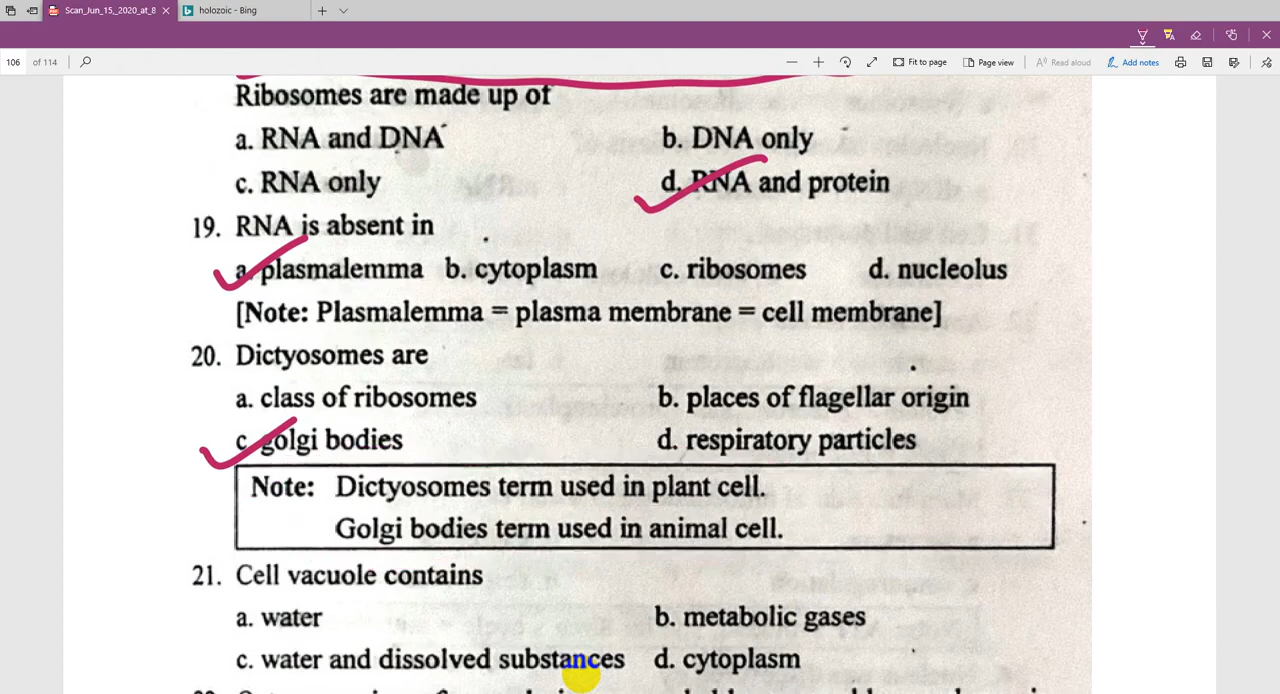 Scan_Jun_15,_2020_at_8
holozoic - Bing
106 of 114
Fit to page
Page view
Read aloud
Add notes
Ribosomes are made up of
a. RNA and DNA b. DNA only
c. RNA only d. RNA and protein
19. RNA is absent in
a. plasmalemma b. cytoplasm c. ribosomes d. nucleolus
[Note: Plasmalemma = plasma membrane = cell membrane]
20. Dictyosomes are
a. class of ribosomes b. places of flagellar origin
c. golgi bodies d. respiratory particles
Note: Dictyosomes term used in plant cell.
Golgi bodies term used in animal cell.
21. Cell vacuole contains
a. water b. metabolic gases
c. water and dissolved substances d. cytoplasm